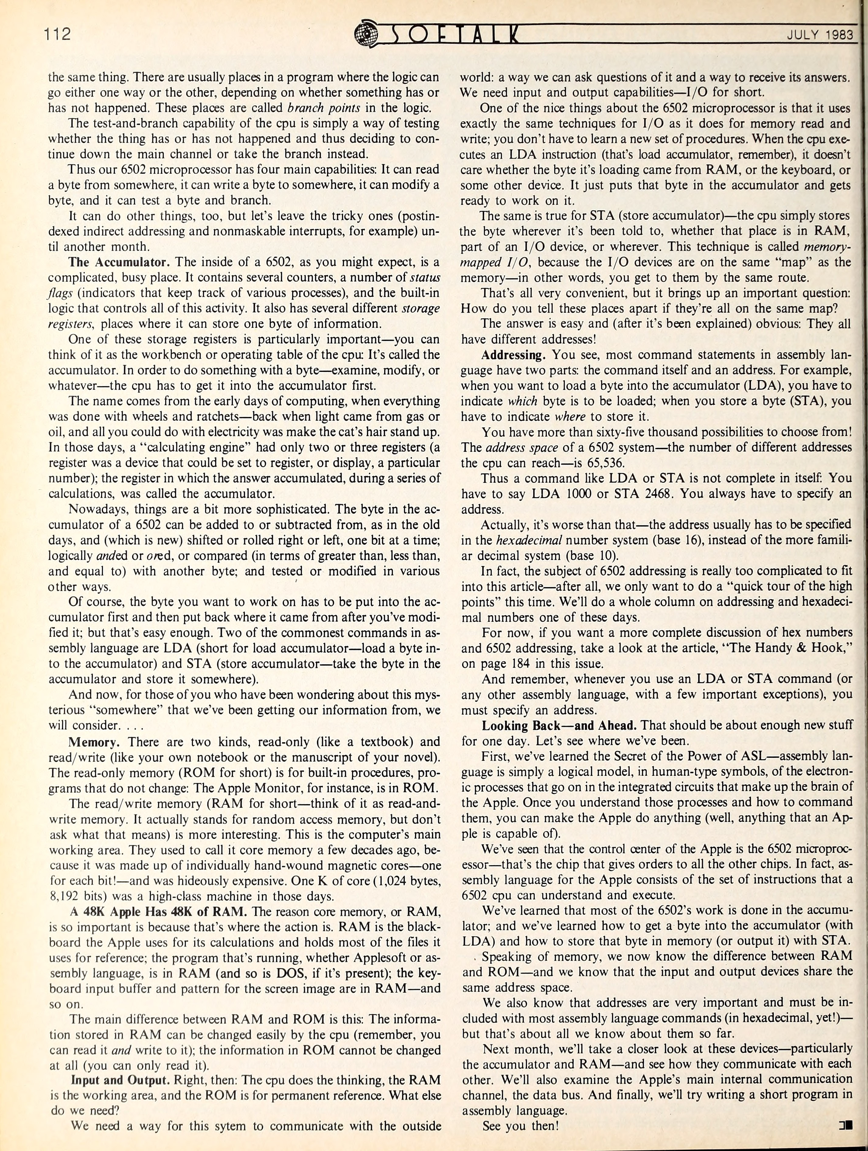 112
SOFTALK
JULY 1983
the same thing. There are usually places in a program where the logic can
go either one way or the other, depending on whether something has or
has not happened. These places are called branch points in the logic.
The test-and-branch capability of the cpu is simply a way of testing
whether the thing has or has not happened and thus deciding to con-
tinue down the main channel or take the branch instead.
Thus our 6502 microprocessor has four main capabilities: It can read
a byte from somewhere, it can write a byte to somewhere, it can modify a
byte, and it can test a byte and branch.
It can do other things, too, but let's leave the tricky ones (postin-
dexed indirect addressing and nonmaskable interrupts, for example) un-
til another month.
The Accumulator. The inside of a 6502, as you might expect, is a
complicated, busy place. It contains several counters, a number of status
flags (indicators that keep track of various processes), and the built-in
logic that controls all of this activity. It also has several different storage
registers, places where it can store one byte of information.
One of these storage registers is particularly important—you can
think of it as the workbench or operating table of the cpu: It's called the
accumulator. In order to do something with a byte—examine, modify, or
whatever—the cpu has to get it into the accumulator first.
The name comes from the early days of computing, when everything
was done with wheels and ratchets—back when light came from gas or
oil, and all you could do with electricity was make the cat's hair stand up.
In those days, a "calculating engine" had only two or three registers (a
register was a device that could be set to register, or display, a particular
number); the register in which the answer accumulated, during a series of
calculations, was called the accumulator.
Nowadays, things are a bit more sophisticated. The byte in the ac-
cumulator of a 6502 can be added to or subtracted from, as in the old
days, and (which is new) shifted or rolled right or left, one bit at a time;
logically anded or ored, or compared (in terms of greater than, less than,
and equal to) with another byte; and tested or modified in various
other ways.
Of course, the byte you want to work on has to be put into the ac-
cumulator first and then put back where it came from after you've modi-
fied it; but that's easy enough. Two of the commonest commands in as-
sembly language are LDA (short for load accumulator—load a byte in-
to the accumulator) and STA (store accumulator—take the byte in the
accumulator and store it somewhere).
And now, for those of you who have been wondering about this mys-
terious "somewhere" that we've been getting our information from, we
will consider. . . .
Memory. There are two kinds, read-only (like a textbook) and
read/write (like your own notebook or the manuscript of your novel).
The read-only memory (ROM for short) is for built-in procedures, pro-
grams that do not change: The Apple Monitor, for instance, is in ROM.
The read/write memory (RAM for short—think of it as read-and-
write memory. It actually stands for random access memory, but don't
ask what that means) is more interesting. This is the computer's main
working area. They used to call it core memory a few decades ago, be-
cause it was made up of individually hand-wound magnetic cores—one
for each bit!—and was hideously expensive. One K of core (1,024 bytes,
8,192 bits) was a high-class machine in those days.
A 48K Apple Has 48K of RAM. The reason core memory, or RAM,
is so important is because that's where the action is. RAM is the black-
board the Apple uses for its calculations and holds most of the files it
uses for reference; the program that's running, whether Applesoft or as-
sembly language, is in RAM (and so is DOS, if it's present); the key-
board input buffer and pattern for the screen image are in RAM—and
so on.
The main difference between RAM and ROM is this: The informa-
tion stored in RAM can be changed easily by the cpu (remember, you
can read it and write to it); the information in ROM cannot be changed
at all (you can only read it).
Input and Output. Right, then: The cpu does the thinking, the RAM
is the working area, and the ROM is for permanent reference. What else
do we need?
We need a way for this sytem to communicate with the outside
world: a way we can ask questions of it and a way to receive its answers.
We need input and output capabilities—I/O for short.
One of the nice things about the 6502 microprocessor is that it uses
exactly the same techniques for I/O as it does for memory read and
write; you don't have to learn a new set of procedures. When the cpu exe-
cutes an LDA instruction (that's load accumulator, remember), it doesn't
care whether the byte it's loading came from RAM, or the keyboard, or
some other device. It just puts that byte in the accumulator and gets
ready to work on it.
The same is true for STA (store accumulator)—the cpu simply stores
the byte wherever it's been told to, whether that place is in RAM,
part of an I/O device, or wherever. This technique is called memory-
mapped I/O, because the I/O devices are on the same "map" as the
memory—in other words, you get to them by the same route.
That's all very convenient, but it brings up an important question:
How do you tell these places apart if they're all on the same map?
The answer is easy and (after it's been explained) obvious: They all
have different addresses!
Addressing. You see, most command statements in assembly lan-
guage have two parts: the command itself and an address. For example,
when you want to load a byte into the accumulator (LDA), you have to
indicate which byte is to be loaded; when you store a byte (STA), you
have to indicate where to store it.
You have more than sixty-five thousand possibilities to choose from!
The address space of a 6502 system—the number of different addresses
the cpu can reach—is 65,536.
Thus a command like LDA or STA is not complete in itself: You
have to say LDA 1000 or STA 2468. You always have to specify an
address.
Actually, it's worse than that—the address usually has to be specified
in the hexadecimal number system (base 16), instead of the more famili-
ar decimal system (base 10).
In fact, the subject of 6502 addressing is really too complicated to fit
into this article—after all, we only want to do a "quick tour of the high
points" this time. We'll do a whole column on addressing and hexadeci-
mal numbers one of these days.
For now, if you want a more complete discussion of hex numbers
and 6502 addressing, take a look at the article, "The Handy & Hook,"
on page 184 in this issue.
And remember, whenever you use an LDA or STA command (or
any other assembly language, with a few important exceptions), you
must specify an address.
Looking Back—and Ahead. That should be about enough new stuff
for one day. Let's see where we've been.
First, we've learned the Secret of the Power of ASL—assembly lan-
guage is simply a logical model, in human-type symbols, of the electron-
ic processes that go on in the integrated circuits that make up the brain of
the Apple. Once you understand those processes and how to command
them, you can make the Apple do anything (well, anything that an Ap-
ple is capable of).
We've seen that the control center of the Apple is the 6502 microproc-
essor—that's the chip that gives orders to all the other chips. In fact, as-
sembly language for the Apple consists of the set of instructions that a
6502 cpu can understand and execute.
We've learned that most of the 6502's work is done in the accumu-
lator; and we've learned how to get a byte into the accumulator (with
LDA) and how to store that byte in memory (or output it) with STA.
Speaking of memory, we now know the difference between RAM
and ROM—and we know that the input and output devices share the
same address space.
We also know that addresses are very important and must be in-
cluded with most assembly language commands (in hexadecimal, yet!)—
but that's about all we know about them so far.
Next month, we'll take a closer look at these devices—particularly
the accumulator and RAM—and see how they communicate with each
other. We'll also examine the Apple's main internal communication
channel, the data bus. And finally, we'll try writing a short program in
assembly language.
See you then!